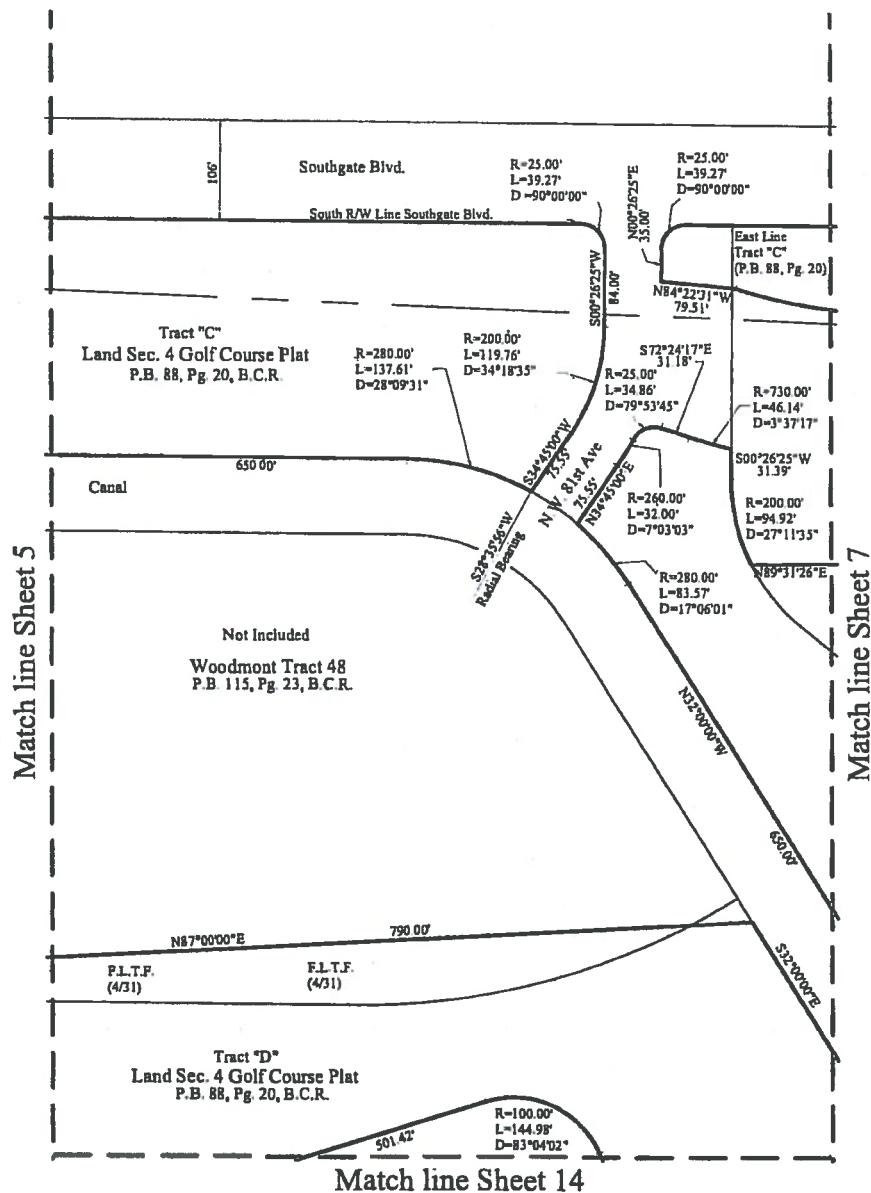 106'
Southgate Blvd.
South R/W Line Southgate Blvd.
R=25.00'
L=39.27'
D=90°00'00"
N00°26'25"E
35.00'
R=25.00'
L=39.27'
D=90°00'00"
East Line
Tract "C"
(P.B. 88, Pg. 20)
S00°26'25"W
84.00'
N84°22'31"W
79.51'
Tract "C"
Land Sec. 4 Golf Course Plat
P.B. 88, Pg. 20, B.C.R.
R=280.00'
L=137.61'
D=28°09'31"
R=200.00'
L=119.76'
D=34°18'35"
R=25.00'
L=34.86'
D=79°53'45"
S72°24'17"E
31.18'
R=730.00'
L=46.14'
D=3°37'17"
S00°26'25"W
31.39'
R=200.00'
L=94.92'
D=27°11'35"
N89°31'26"E
650.00'
Canal
S34°45'00"W
75.55'
N.W. 81st Ave
75.55'
N34°45'00"E
R=260.00'
L=32.00'
D=7°03'03"
S28°35'56"W
Radial Bearing
R=280.00'
L=83.57'
D=17°06'01"
Match line Sheet 5
Match line Sheet 7
Not Included
Woodmont Tract 48
P.B. 115, Pg. 23, B.C.R.
N32°00'00"W
650.00'
N87°00'00"E
790.00'
S32°00'00"E
P.L.T.F.
(4/31)
F.L.T.F.
(4/31)
Tract "D"
Land Sec. 4 Golf Course Plat
P.B. 88, Pg. 20, B.C.R.
501.42'
R=100.00'
L=144.98'
D=83°04'02"
Match line Sheet 14